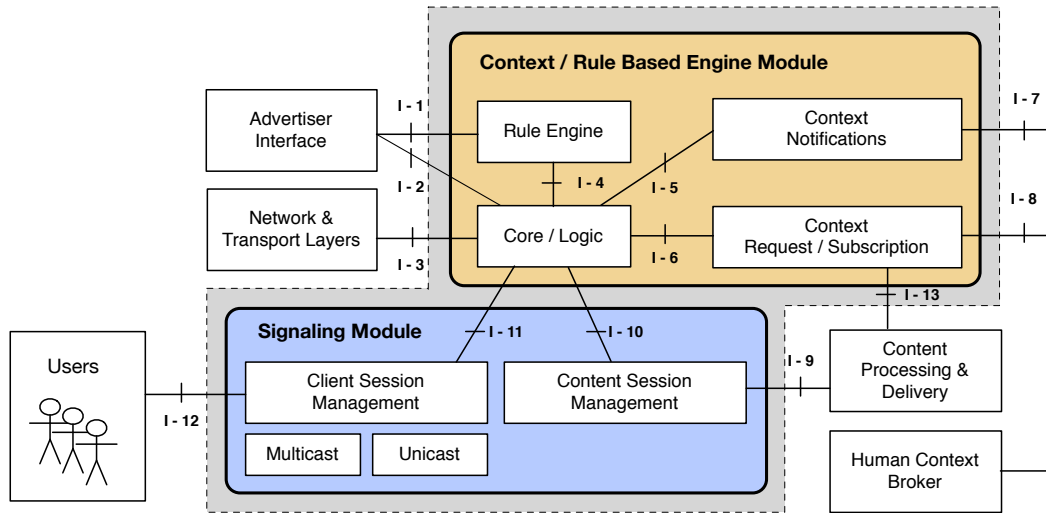 Context / Rule Based Engine Module
I - 1
I - 7
Advertiser
Interface
Rule Engine
Context
Notifications
I - 2
I - 4
I - 5
I - 8
Network &
Transport Layers
Core / Logic
Context
Request / Subscription
I - 3
I - 6
I - 13
Signaling Module
I - 11
I - 10
Users
Client Session
Management
Content Session
Management
I - 9
Content
Processing &
Delivery
I - 12
Multicast
Unicast
Human Context
Broker